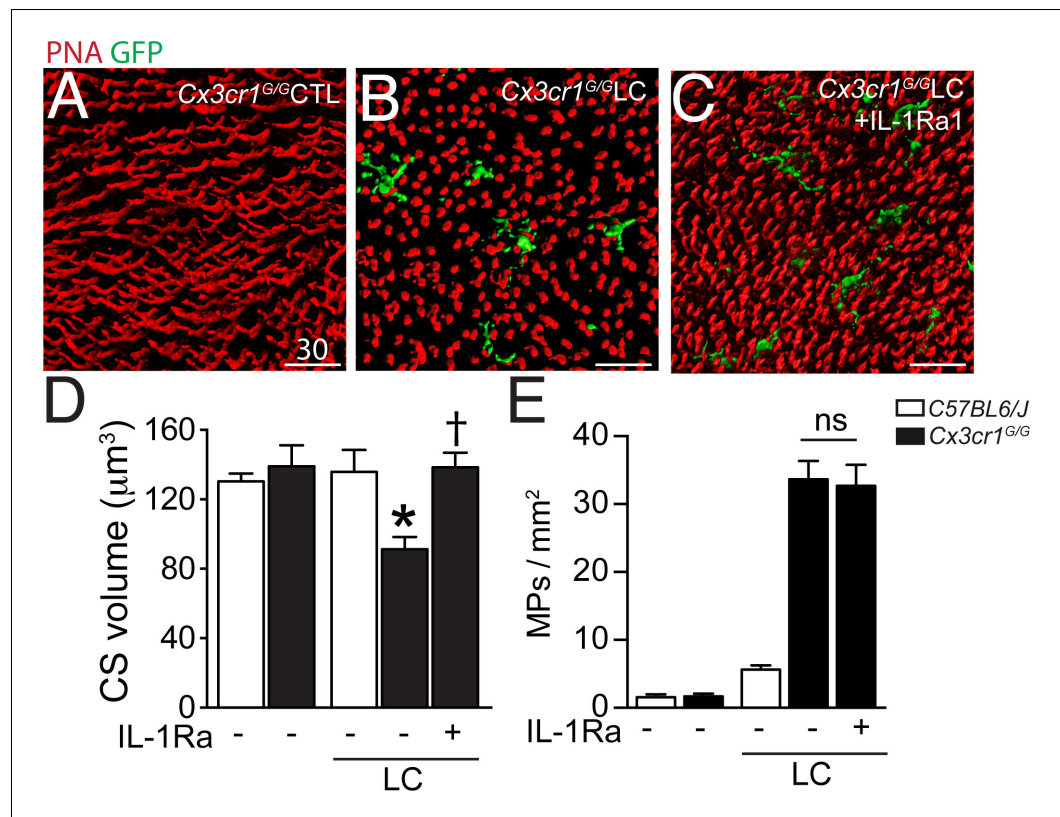 PNA GFP
A Cx3cr1G/GCTL
30
B Cx3cr1G/GLC
C Cx3cr1G/GLC
+IL-1Ra1
D
CS volume (μm3)
160
120
80
40
0
IL-1Ra - - - - +
LC
E
C57BL6/J
Cx3cr1G/G
MPs / mm2
40
30
20
10
0
ns
*
†
IL-1Ra - - - - +
LC